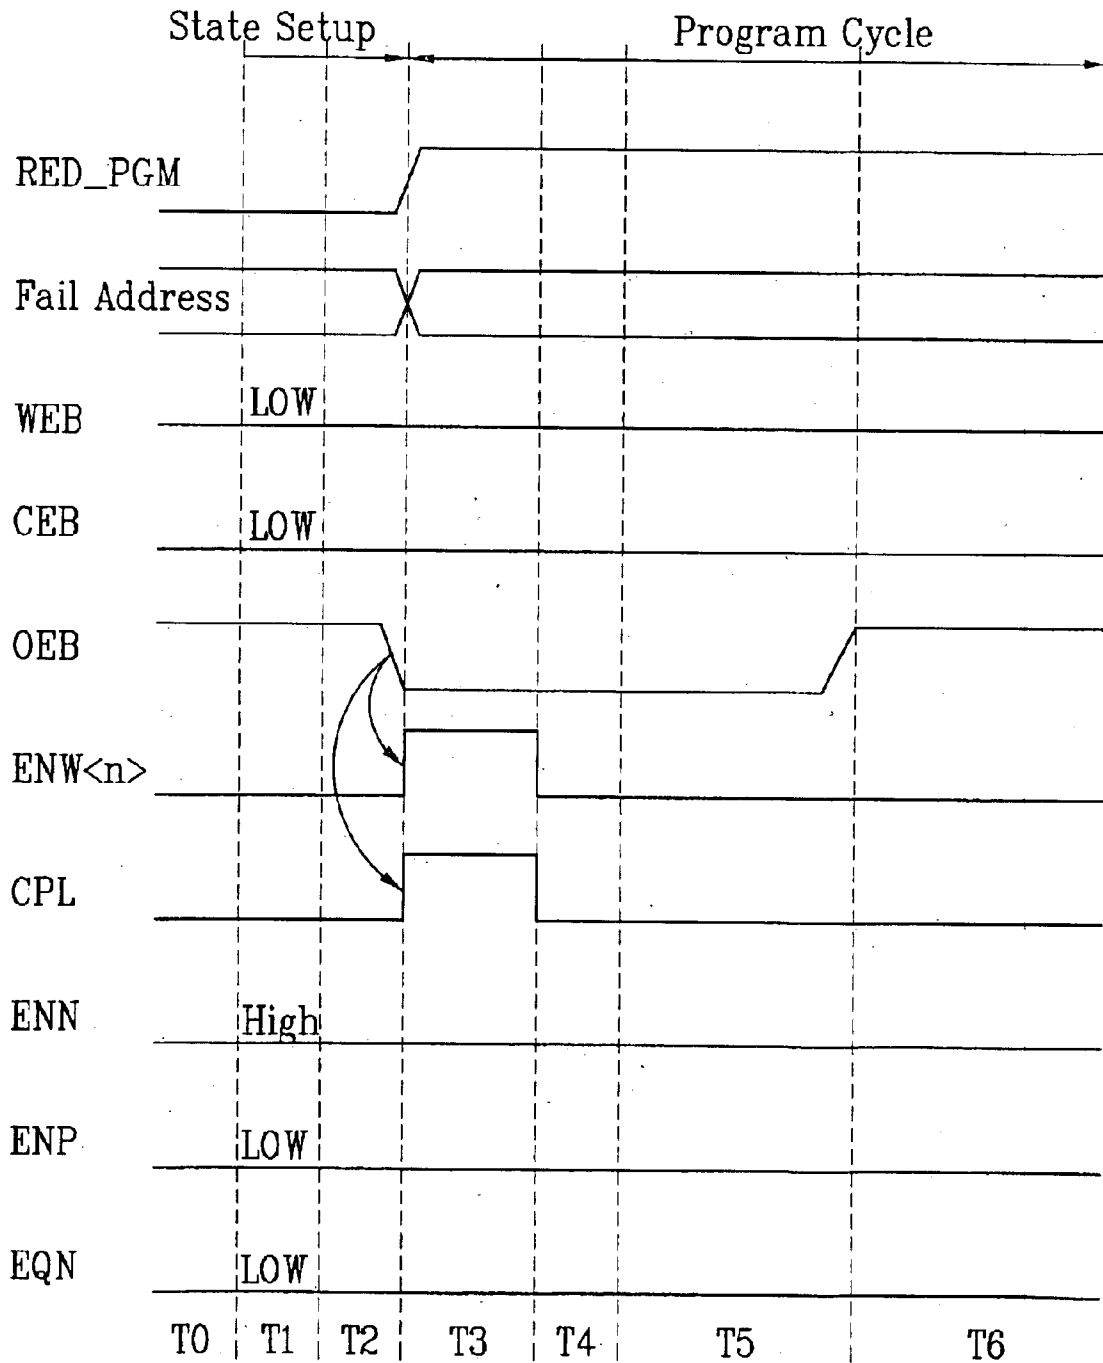 State Setup
Program Cycle
RED_PGM
Fail Address
WEB
LOW
CEB
LOW
OEB
ENW<n>
CPL
ENN
High
ENP
LOW
EQN
LOW
T0 T1 T2 T3 T4 T5 T6